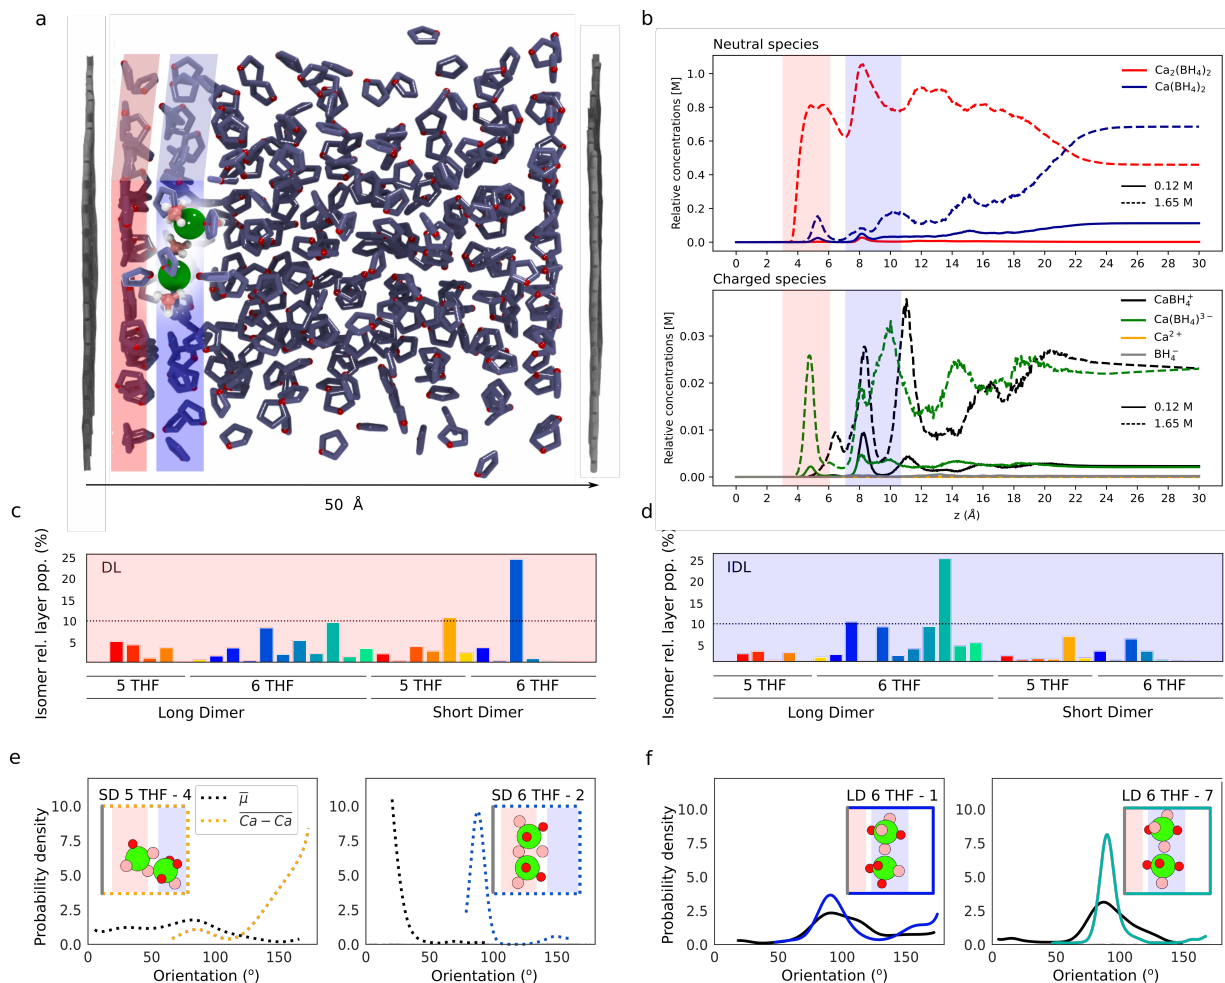 a
50 Å
b
Neutral species
Relative concentrations [M]
1.0
0.8
0.6
0.4
0.2
0.0
Ca₂(BH₄)₂
Ca(BH₄)₂
0.12 M
1.65 M
0 2 4 6 8 10 12 14 16 18 20 22 24 26 28 30
Charged species
Relative concentrations [M]
0.03
0.02
0.01
0.00
CaBH₄⁺
Ca(BH₄)³⁻
Ca²⁺
BH₄⁻
0.12 M
1.65 M
0 2 4 6 8 10 12 14 16 18 20 22 24 26 28 30
z (Å)
c
Isomer rel. layer pop. (%)
25
20
15
10
5
DL
5 THF 6 THF 5 THF 6 THF
Long Dimer Short Dimer
d
Isomer rel. layer pop. (%)
25
20
15
10
5
IDL
5 THF 6 THF 5 THF 6 THF
Long Dimer Short Dimer
e
Probability density
10.0
7.5
5.0
2.5
0.0
SD 5 THF - 4
μ̅
C̅a̅ ̅-̅ ̅C̅a̅
0 50 100 150
Orientation (°)
10.0
7.5
5.0
2.5
0.0
SD 6 THF - 2
0 50 100 150
Orientation (°)
f
Probability density
10.0
7.5
5.0
2.5
0.0
LD 6 THF - 1
0 50 100 150
Orientation (°)
10.0
7.5
5.0
2.5
0.0
LD 6 THF - 7
0 50 100 150
Orientation (°)